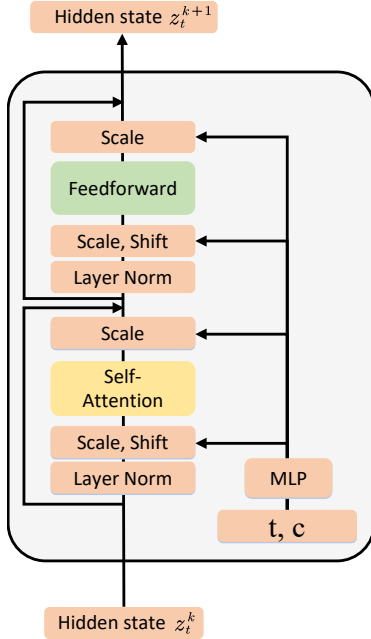 Hidden state $z_t^{k+1}$
Scale
Feedforward
Scale, Shift
Layer Norm
Scale
Self-
Attention
Scale, Shift
Layer Norm
MLP
t, c
Hidden state $z_t^k$